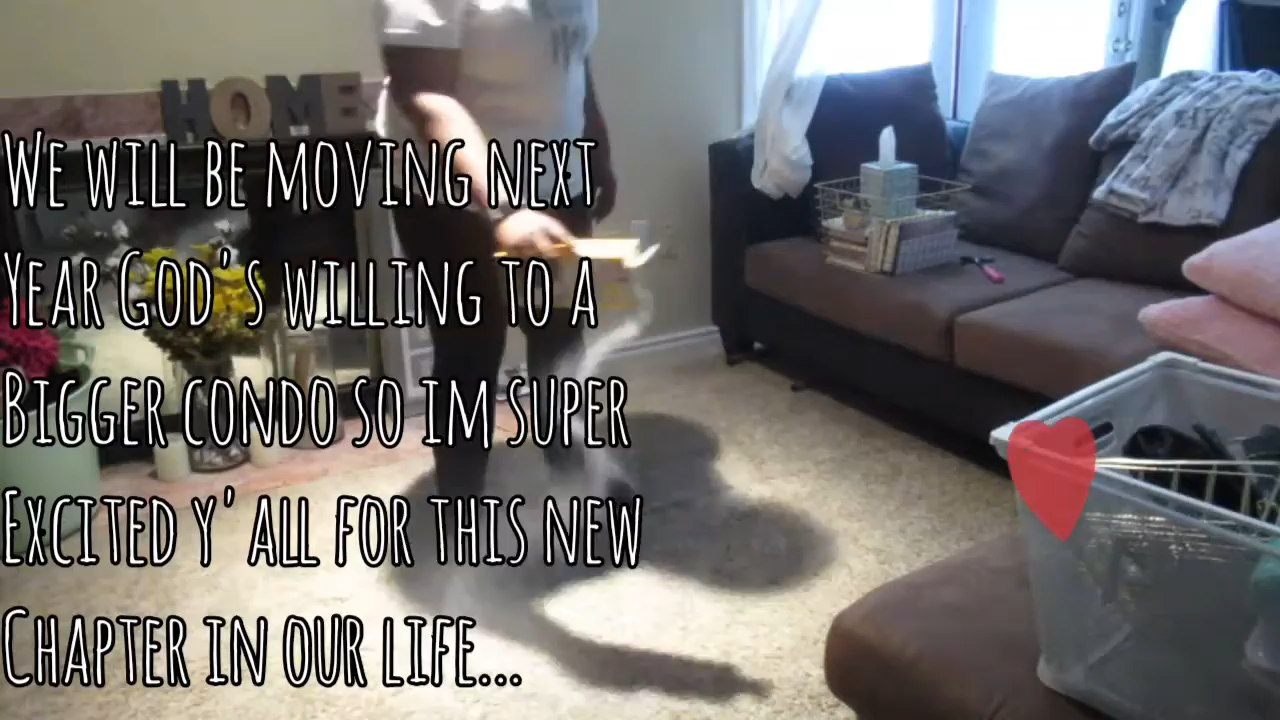 HOME
WE WILL BE MOVING NEXT
YEAR GOD'S WILLING TO A
BIGGER CONDO SO IM SUPER
EXCITED Y'ALL FOR THIS NEW
CHAPTER IN OUR LIFE...